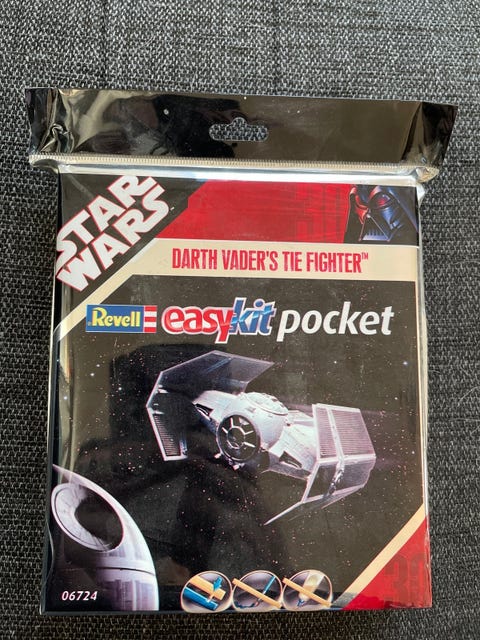 STAR
WARS
DARTH VADER'S TIE FIGHTER™
Revell easykit pocket
06724